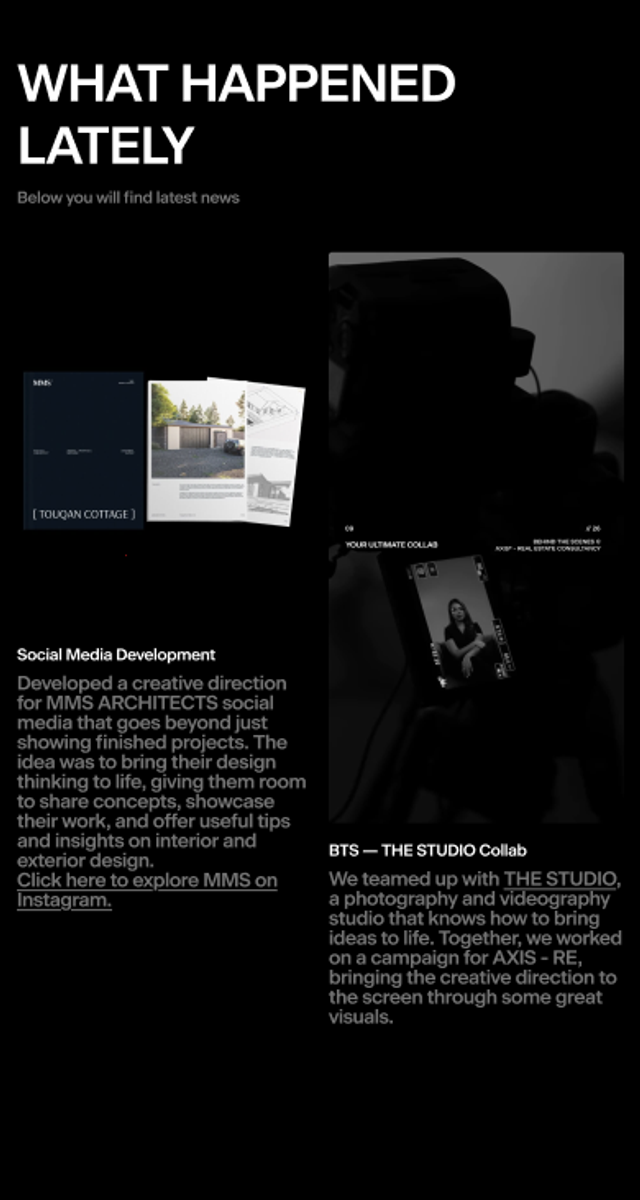 WHAT HAPPENED
LATELY
Below you will find latest news
MMS
[ TOUQAN COTTAGE ]
Social Media Development
Developed a creative direction
for MMS ARCHITECTS social
media that goes beyond just
showing finished projects. The
idea was to bring their design
thinking to life, giving them room
to share concepts, showcase
their work, and offer useful tips
and insights on interior and
exterior design.
Click here to explore MMS on
Instagram.
09
// 26
YOUR ULTIMATE COLLAB
BEHIND THE SCENES ©
AXIS® - REAL ESTATE CONSULTANCY
BTS — THE STUDIO Collab
We teamed up with THE STUDIO,
a photography and videography
studio that knows how to bring
ideas to life. Together, we worked
on a campaign for AXIS - RE,
bringing the creative direction to
the screen through some great
visuals.